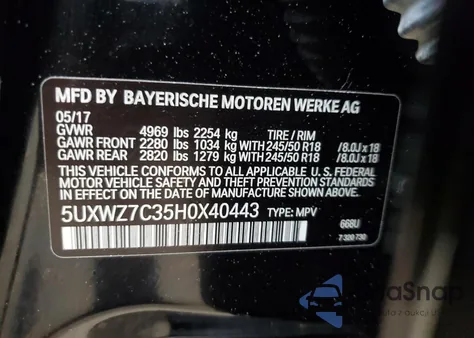 MFD BY BAYERISCHE MOTOREN WERKE AG
05/17
GVWR 4969 lbs 2254 kg TIRE / RIM
GAWR FRONT 2280 lbs 1034 kg WITH 245/50 R18 /8.0J x 18
GAWR REAR 2820 lbs 1279 kg WITH 245/50 R18 /8.0J x 18
THIS VEHICLE CONFORMS TO ALL APPLICABLE U.S.
FEDERAL MOTOR VEHICLE SAFETY STANDARDS IN
EFFECT ON THE DATE OF MANUFACTURE SHOWN ABOVE.
5UXWZ7C35H0X40443 TYPE: MPV
668U
7 320 730